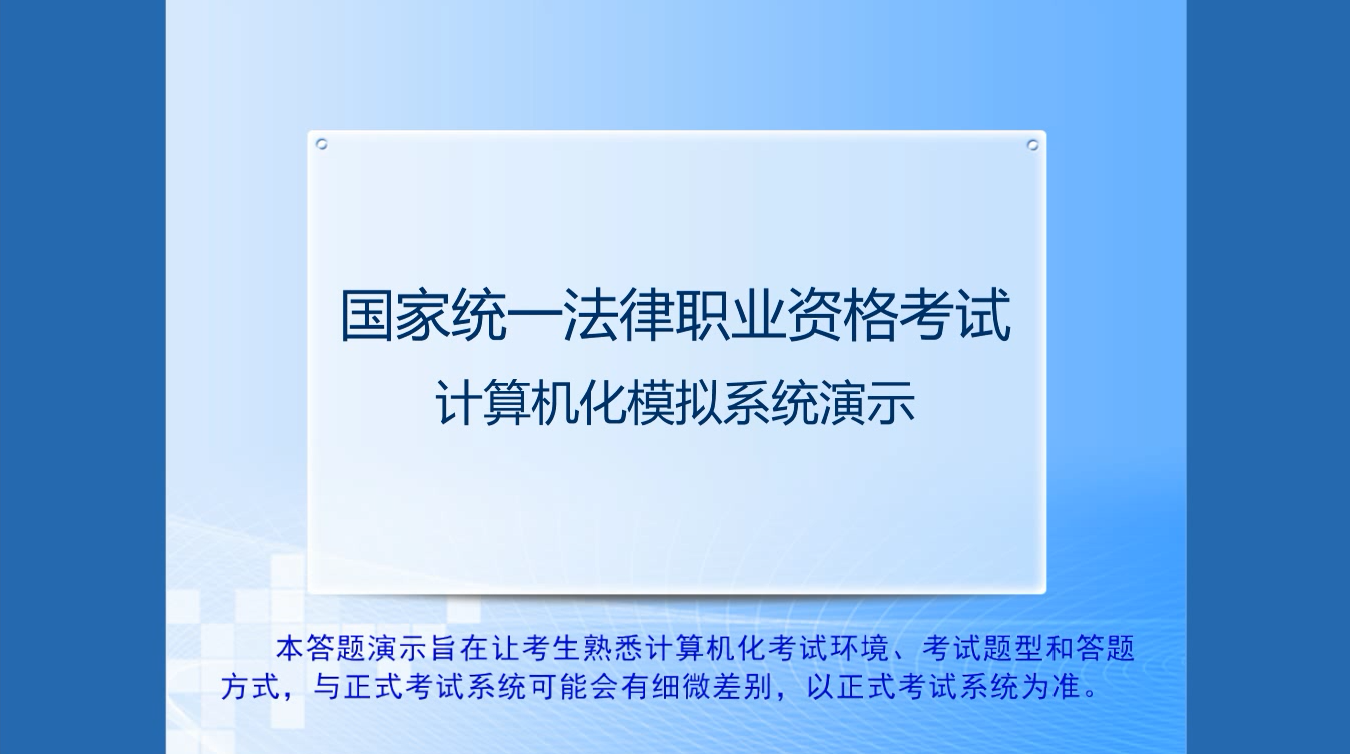 国家统一法律职业资格考试
计算机化模拟系统演示
本答题演示旨在让考生熟悉计算机化考试环境、考试题型和答题
方式，与正式考试系统可能会有细微差别，以正式考试系统为准。